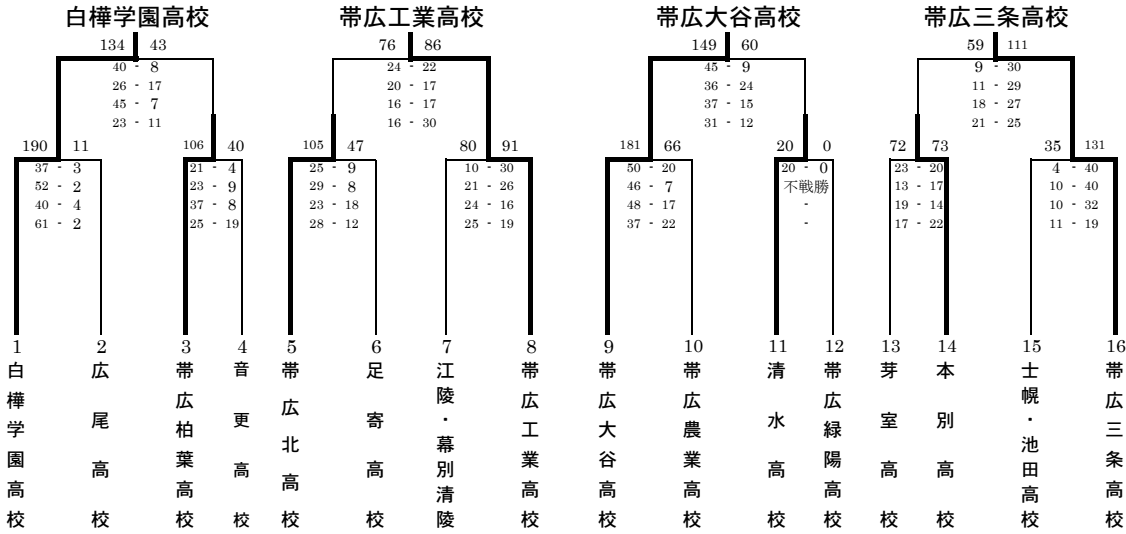 白樺学園高校 帯広工業高校 帯広大谷高校 帯広三条高校
134 43 76 86 149 60 59 111
40 - 8 24 - 22 45 - 9 9 - 30
26 - 17 20 - 17 36 - 24 11 - 29
45 - 7 16 - 17 37 - 15 18 - 27
23 - 11 16 - 30 31 - 12 21 - 25
190 11 106 40 105 47 80 91 181 66 20 0 72 73 35 131
37 - 3 21 - 4 25 - 9 10 - 30 50 - 20 20 - 0 23 - 20 4 - 40
52 - 2 23 - 9 29 - 8 21 - 26 46 - 7 不戦勝 13 - 17 10 - 40
40 - 4 37 - 8 23 - 18 24 - 16 48 - 17 - 19 - 14 10 - 32
61 - 2 25 - 19 28 - 12 25 - 19 37 - 22 - 17 - 22 11 - 19
1 2 3 4 5 6 7 8 9 10 11 12 13 14 15 16
白樺学園高校
広尾高校
帯広柏葉高校
音更高校
帯広北高校
足寄高校
江陵・幕別清陵
帯広工業高校
帯広大谷高校
帯広農業高校
清水高校
帯広緑陽高校
芽室高校
本別高校
士幌・池田高校
帯広三条高校